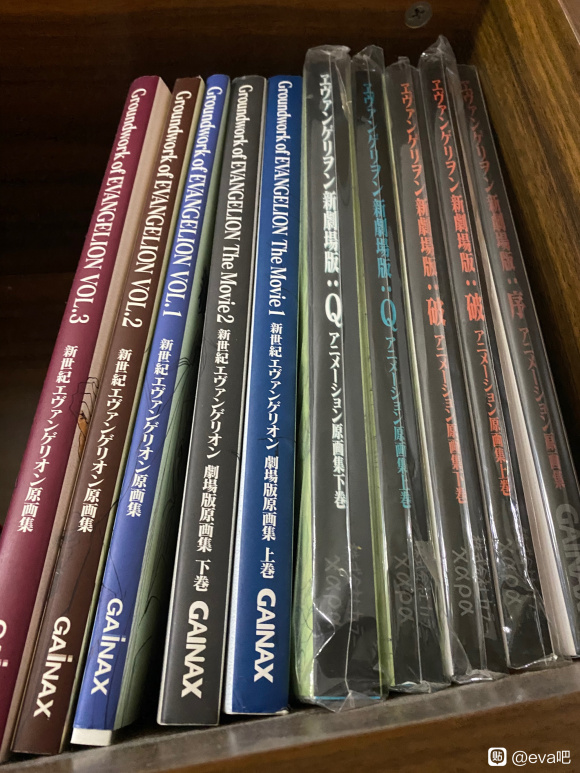 Groundwork of EVANGELION VOL.3 新世紀エヴァンゲリオン原画集
Groundwork of EVANGELION VOL.2 新世紀エヴァンゲリオン原画集 GAiNAX
Groundwork of EVANGELION VOL.1 新世紀エヴァンゲリオン原画集 GAiNAX
Groundwork of EVANGELION The Movie 2 新世紀エヴァンゲリオン 劇場版原画集 下巻 GAINAX
Groundwork of EVANGELION The Movie 1 新世紀エヴァンゲリオン 劇場版原画集 上巻 GAINAX
ヱヴァンゲリヲン新劇場版:Q アニメーション原画集下巻
ヱヴァンゲリヲン新劇場版:Q アニメーション原画集上巻
ヱヴァンゲリヲン新劇場版:破 アニメーション原画集下巻
ヱヴァンゲリヲン新劇場版:破 アニメーション原画集上巻
ヱヴァンゲリヲン新劇場版:序 アニメーション原画集
貼 @eva吧